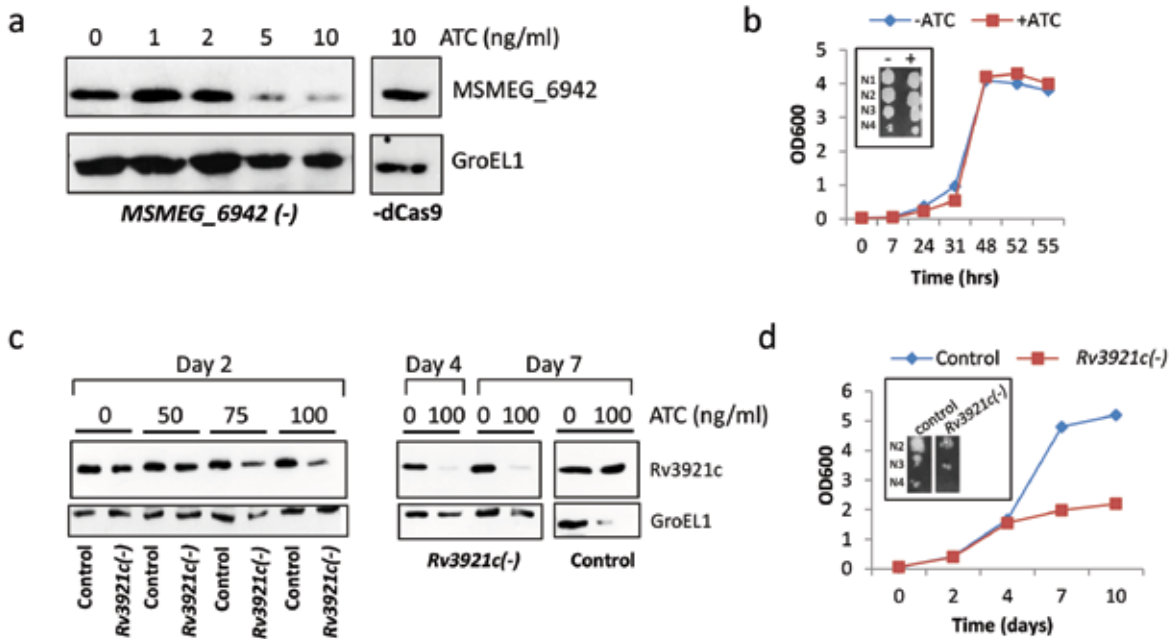 a
0 1 2 5 10 ATC (ng/ml) 10
MSMEG_6942
GroEL1
MSMEG_6942 (-) -dCas9
b
-ATC +ATC
5
4
3
2
1
0
OD600
- +
N1
N2
N3
N4
0 7 24 31 48 52 55
Time (hrs)
c
Day 2 Day 4 Day 7
0 50 75 100 0 100 0 100 0 100 ATC (ng/ml)
Rv3921c
GroEL1
Control Rv3921c(-) Control Rv3921c(-) Control Rv3921c(-) Control Rv3921c(-)
Rv3921c(-) Control
d
Control Rv3921c(-)
6
5
4
3
2
1
0
OD600
control Rv3921c(-)
N2
N3
N4
0 2 4 7 10
Time (days)